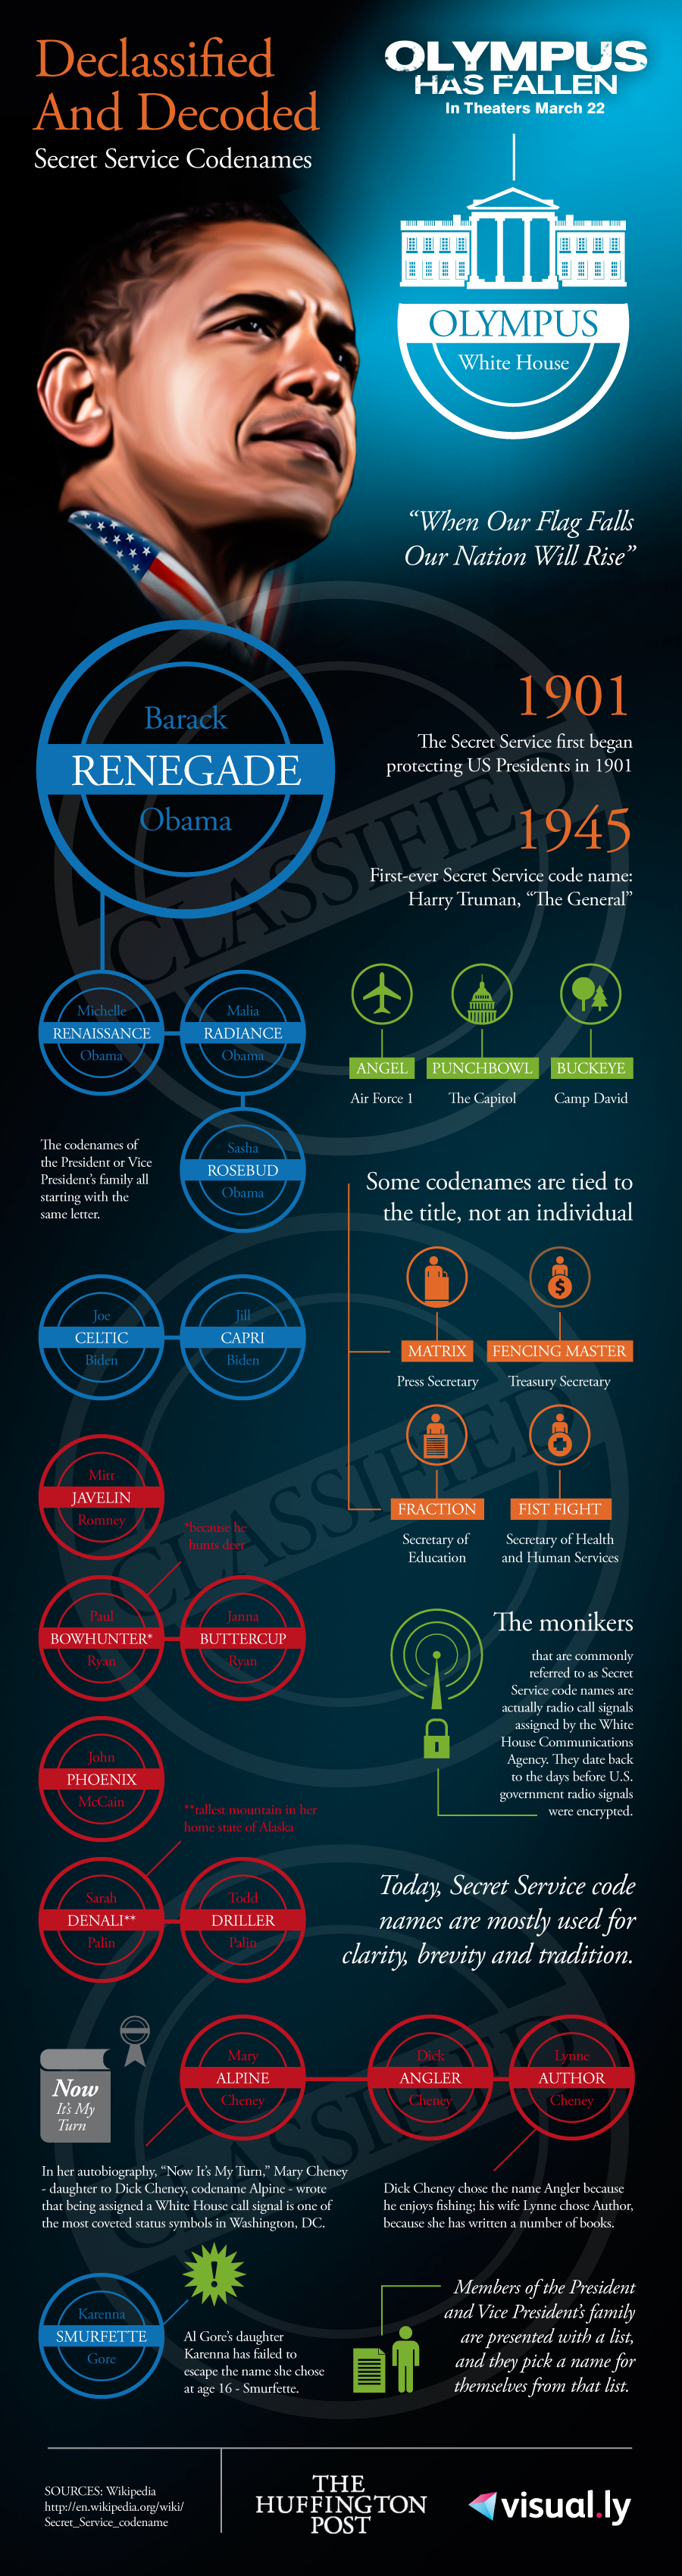 Declassified
And Decoded
Secret Service Codenames
OLYMPUS
HAS FALLEN
In Theaters March 22
OLYMPUS
White House
“When Our Flag Falls
Our Nation Will Rise”
Barack
RENEGADE
Obama
1901
The Secret Service first began
protecting US Presidents in 1901
1945
First-ever Secret Service code name:
Harry Truman, “The General”
CLASSIFIED
Michelle
RENAISSANCE
Obama
Malia
RADIANCE
Obama
Sasha
ROSEBUD
Obama
The codenames of
the President or Vice
President’s family all
starting with the
same letter.
ANGEL
Air Force 1
PUNCHBOWL
The Capitol
BUCKEYE
Camp David
Some codenames are tied to
the title, not an individual
MATRIX
Press Secretary
FENCING MASTER
Treasury Secretary
FRACTION
Secretary of
Education
FIST FIGHT
Secretary of Health
and Human Services
Joe
CELTIC
Biden
Jill
CAPRI
Biden
CLASSIFIED
Mitt
JAVELIN
Romney
*because he
hunts deer
Paul
BOWHUNTER*
Ryan
Janna
BUTTERCUP
Ryan
John
PHOENIX
McCain
**tallest mountain in her
home state of Alaska
Sarah
DENALI**
Palin
Todd
DRILLER
Palin
The monikers
that are commonly
referred to as Secret
Service code names are
actually radio call signals
assigned by the White
House Communications
Agency. They date back
to the days before U.S.
government radio signals
were encrypted.
Today, Secret Service code
names are mostly used for
clarity, brevity and tradition.
CLASSIFIED
Now
It’s My
Turn
Mary
ALPINE
Cheney
Dick
ANGLER
Cheney
Lynne
AUTHOR
Cheney
In her autobiography, “Now It’s My Turn,” Mary Cheney
- daughter to Dick Cheney, codename Alpine - wrote
that being assigned a White House call signal is one of
the most coveted status symbols in Washington, DC.
Dick Cheney chose the name Angler because
he enjoys fishing; his wife Lynne chose Author,
because she has written a number of books.
Karenna
SMURFETTE
Gore
!
Al Gore’s daughter
Karenna has failed to
escape the name she chose
at age 16 - Smurfette.
Members of the President
and Vice President’s family
are presented with a list,
and they pick a name for
themselves from that list.
SOURCES: Wikipedia
http://en.wikipedia.org/wiki/
Secret_Service_codename
THE
HUFFINGTON
POST
visual.ly